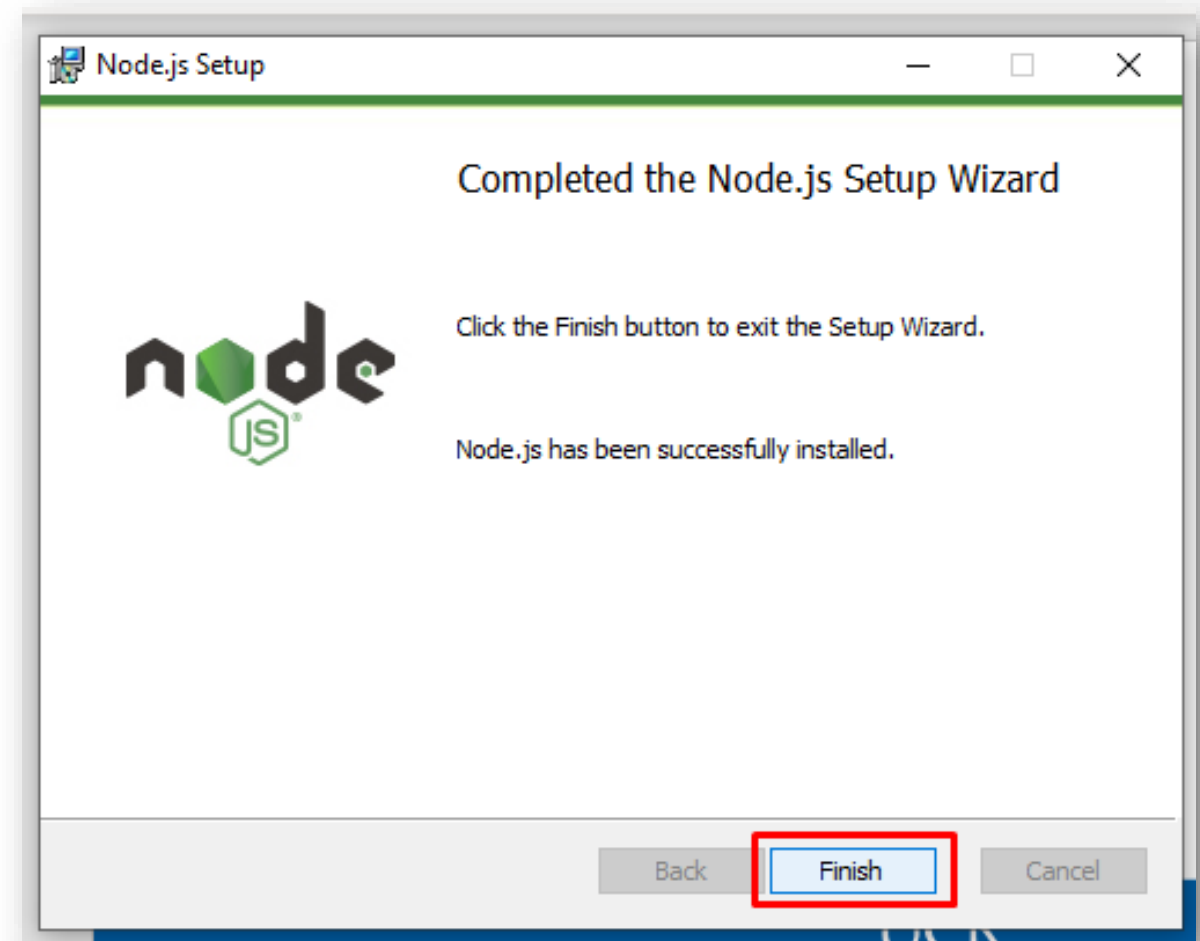 Node.js Setup
Completed the Node.js Setup Wizard
Click the Finish button to exit the Setup Wizard.
node
JS®
Node.js has been successfully installed.
Back Finish Cancel